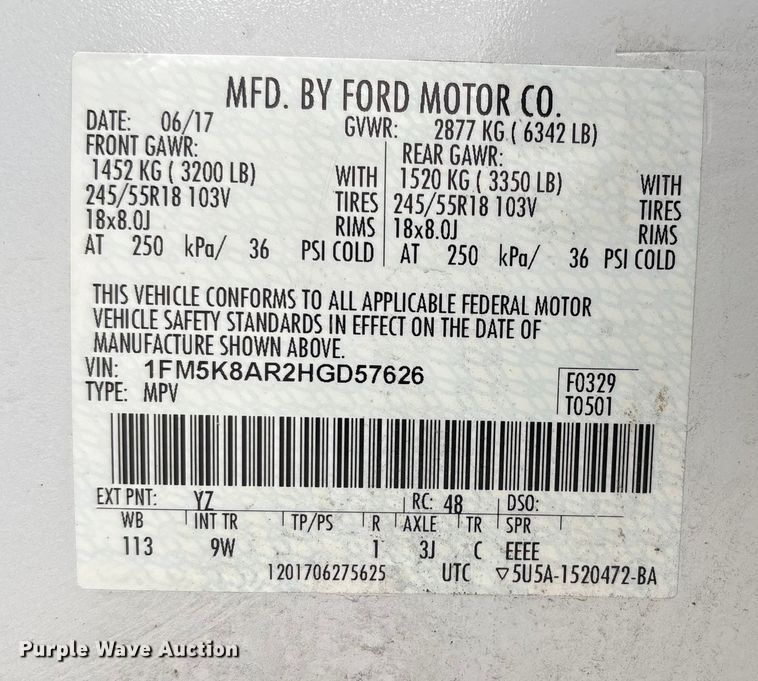 MFD. BY FORD MOTOR CO.
DATE: 06/17 GVWR: 2877 KG ( 6342 LB)
FRONT GAWR: REAR GAWR:
1452 KG ( 3200 LB) WITH 1520 KG ( 3350 LB) WITH
245/55R18 103V TIRES 245/55R18 103V TIRES
18x8.0J RIMS 18x8.0J RIMS
AT 250 kPa/ 36 PSI COLD AT 250 kPa/ 36 PSI COLD
THIS VEHICLE CONFORMS TO ALL APPLICABLE FEDERAL MOTOR
VEHICLE SAFETY STANDARDS IN EFFECT ON THE DATE OF
MANUFACTURE SHOWN ABOVE.
VIN: 1FM5K8AR2HGD57626
TYPE: MPV
F0329
T0501
EXT PNT: YZ RC: 48 DSO:
WB INT TR TP/PS R AXLE TR SPR
113 9W 1 3J C EEEE
1201706275625 UTC ▽5U5A-1520472-BA
Purple Wave Auction